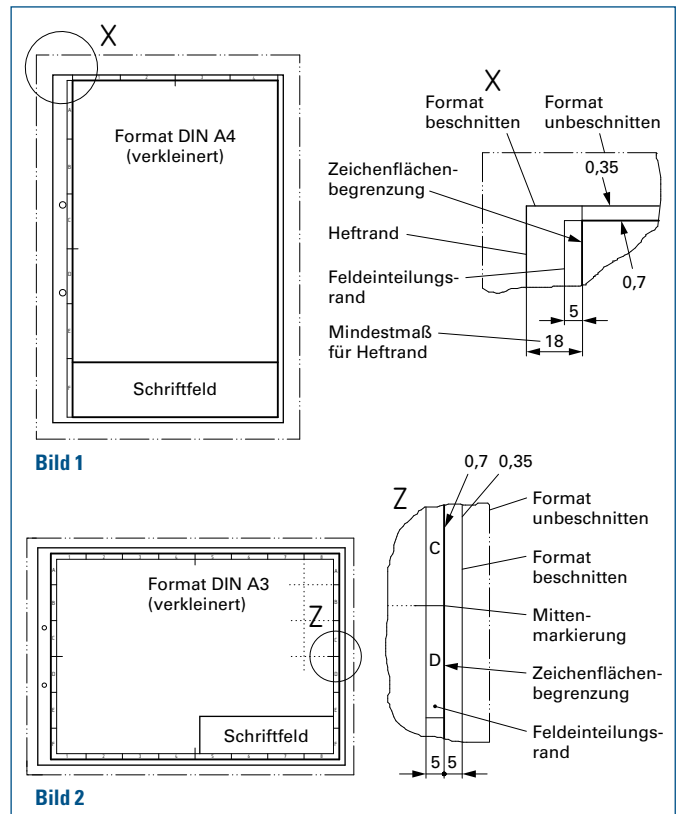 X
Format DIN A4
(verkleinert)
Schriftfeld
Bild 1
X
Format
beschnitten
Format
unbeschnitten
Zeichenflächen-
begrenzung
0,35
Heftrand
Feldeinteilungs-
rand
0,7
5
Mindestmaß
für Heftrand
18
Format DIN A3
(verkleinert)
Z
Schriftfeld
Bild 2
Z
0,7 0,35
Format
unbeschnitten
C
Format
beschnitten
Mitten-
markierung
D
Zeichenflächen-
begrenzung
Feldeinteilungs-
rand
5 5